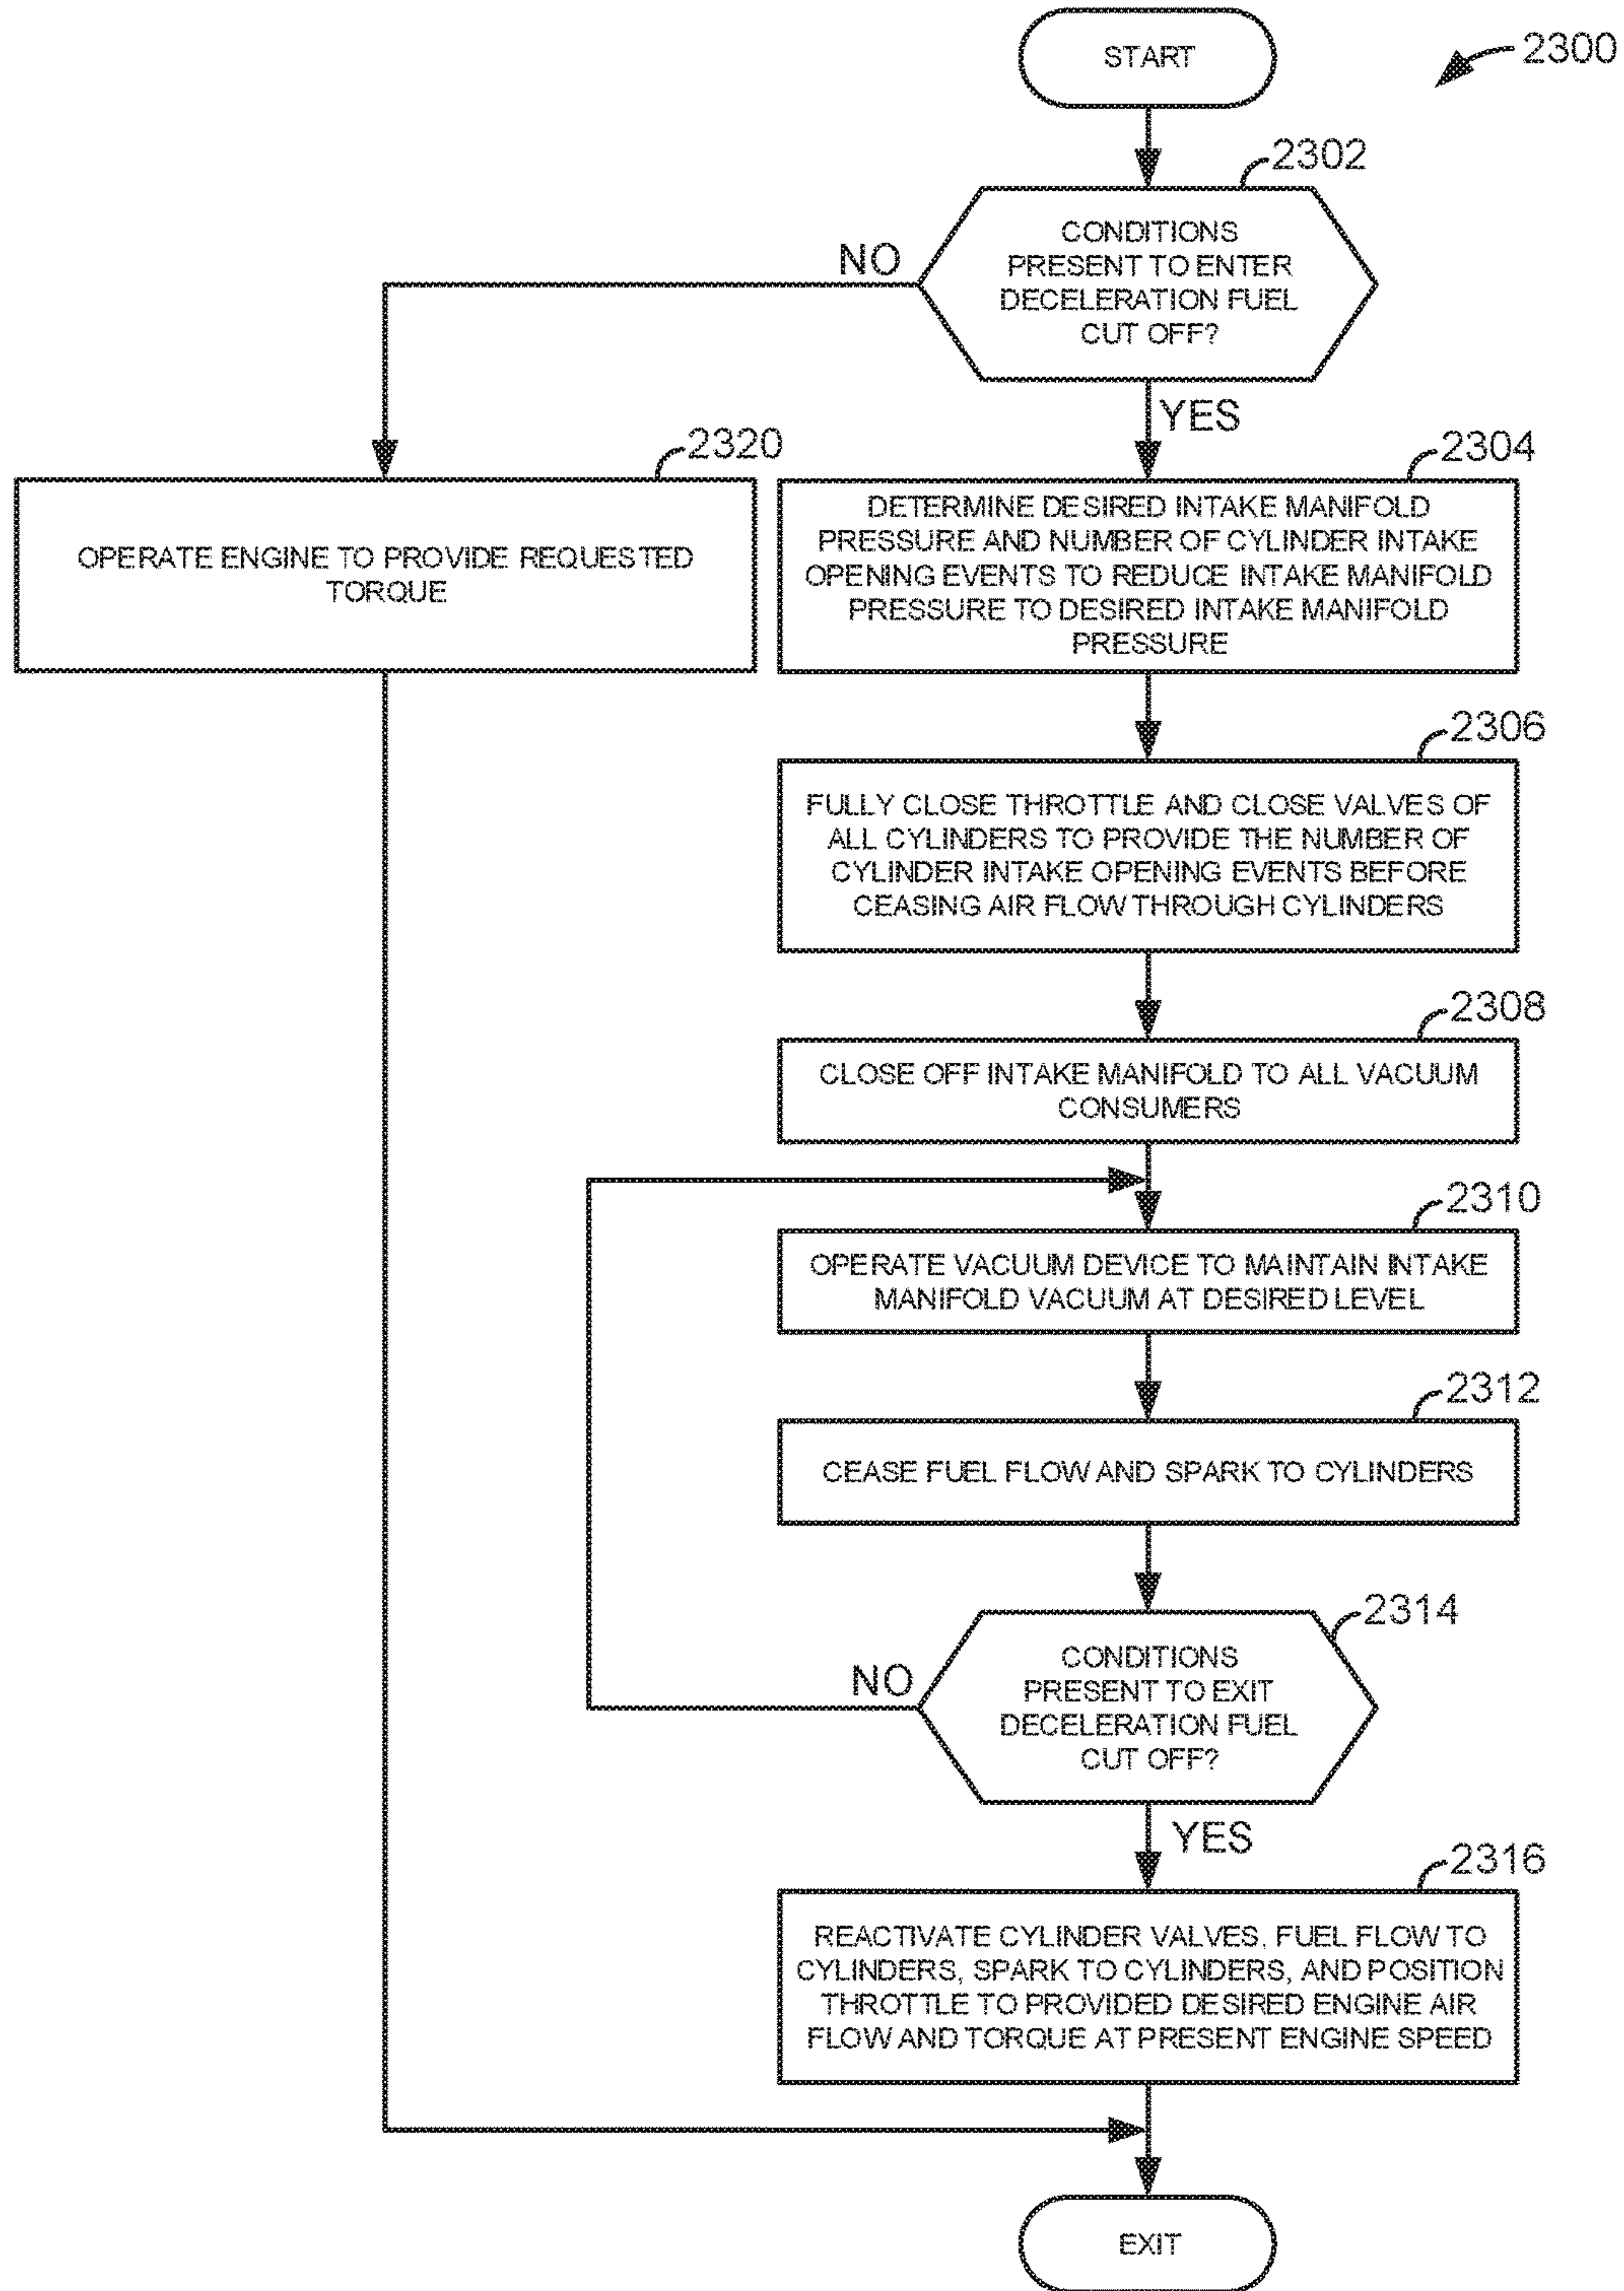 START
2300
2302
CONDITIONS
PRESENT TO ENTER
DECELERATION FUEL
CUT OFF?
NO
YES
2320
OPERATE ENGINE TO PROVIDE REQUESTED
TORQUE
2304
DETERMINE DESIRED INTAKE MANIFOLD
PRESSURE AND NUMBER OF CYLINDER INTAKE
OPENING EVENTS TO REDUCE INTAKE MANIFOLD
PRESSURE TO DESIRED INTAKE MANIFOLD
PRESSURE
2306
FULLY CLOSE THROTTLE AND CLOSE VALVES OF
ALL CYLINDERS TO PROVIDE THE NUMBER OF
CYLINDER INTAKE OPENING EVENTS BEFORE
CEASING AIR FLOW THROUGH CYLINDERS
2308
CLOSE OFF INTAKE MANIFOLD TO ALL VACUUM
CONSUMERS
2310
OPERATE VACUUM DEVICE TO MAINTAIN INTAKE
MANIFOLD VACUUM AT DESIRED LEVEL
2312
CEASE FUEL FLOW AND SPARK TO CYLINDERS
2314
CONDITIONS
PRESENT TO EXIT
DECELERATION FUEL
CUT OFF?
NO
YES
2316
REACTIVATE CYLINDER VALVES, FUEL FLOW TO
CYLINDERS, SPARK TO CYLINDERS, AND POSITION
THROTTLE TO PROVIDED DESIRED ENGINE AIR
FLOW AND TORQUE AT PRESENT ENGINE SPEED
EXIT